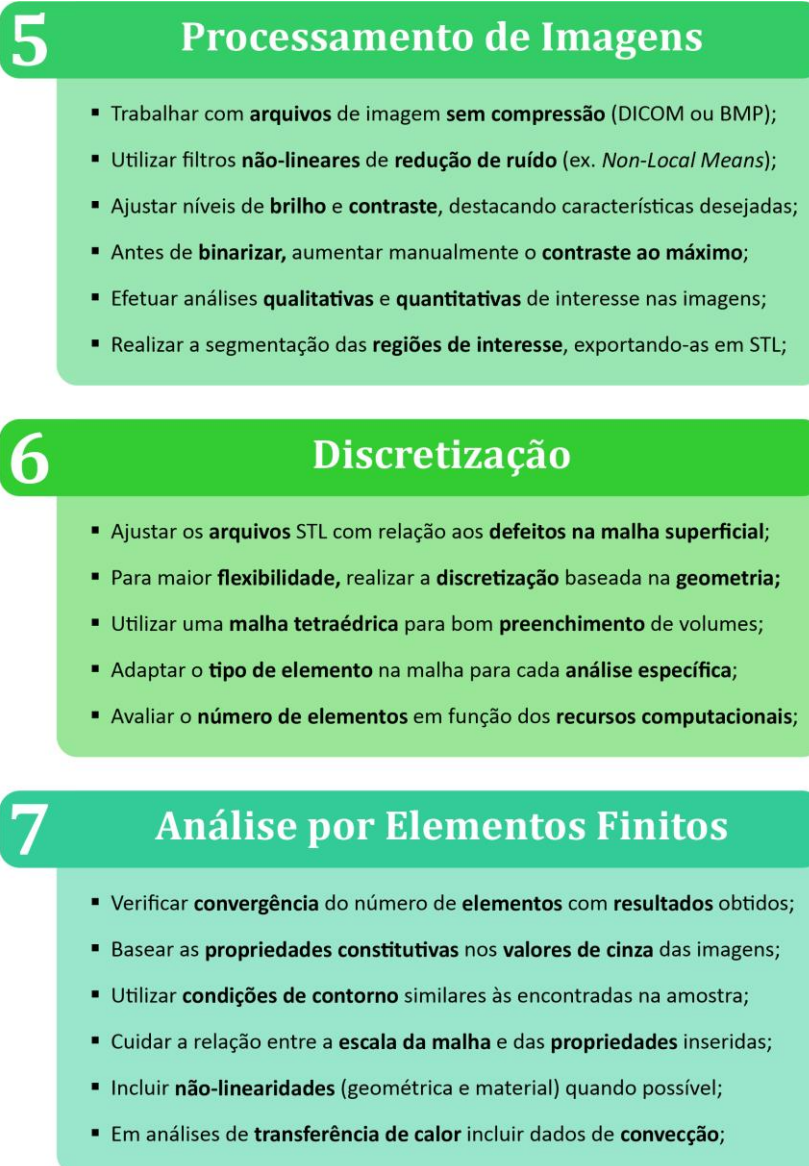 5 Processamento de Imagens
▪ Trabalhar com arquivos de imagem sem compressão (DICOM ou BMP);
▪ Utilizar filtros não-lineares de redução de ruído (ex. Non-Local Means);
▪ Ajustar níveis de brilho e contraste, destacando características desejadas;
▪ Antes de binarizar, aumentar manualmente o contraste ao máximo;
▪ Efetuar análises qualitativas e quantitativas de interesse nas imagens;
▪ Realizar a segmentação das regiões de interesse, exportando-as em STL;
6 Discretização
▪ Ajustar os arquivos STL com relação aos defeitos na malha superficial;
▪ Para maior flexibilidade, realizar a discretização baseada na geometria;
▪ Utilizar uma malha tetraédrica para bom preenchimento de volumes;
▪ Adaptar o tipo de elemento na malha para cada análise específica;
▪ Avaliar o número de elementos em função dos recursos computacionais;
7 Análise por Elementos Finitos
▪ Verificar convergência do número de elementos com resultados obtidos;
▪ Basear as propriedades constitutivas nos valores de cinza das imagens;
▪ Utilizar condições de contorno similares às encontradas na amostra;
▪ Cuidar a relação entre a escala da malha e das propriedades inseridas;
▪ Incluir não-linearidades (geométrica e material) quando possível;
▪ Em análises de transferência de calor incluir dados de convecção;